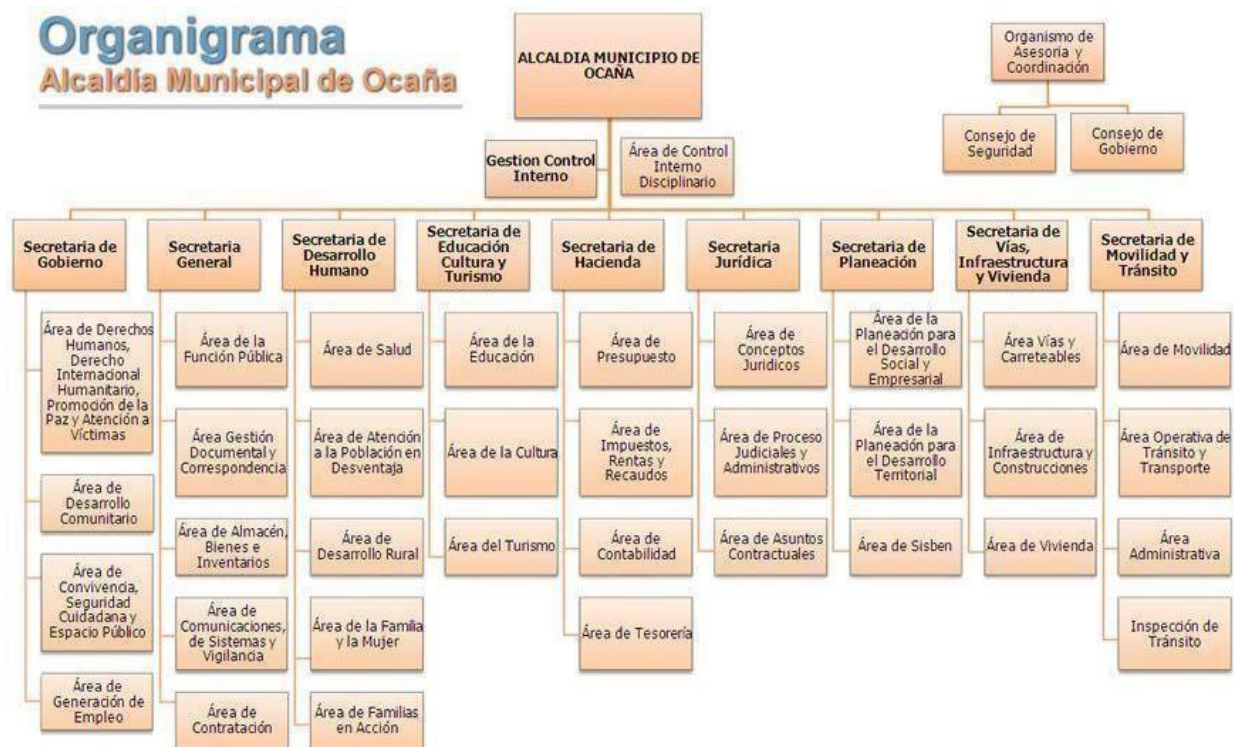 Organigrama
Alcaldía Municipal de Ocaña
ALCALDIA MUNICIPIO DE
OCAÑA
Organismo de
Asesoria y
Coordinación
Consejo de
Seguridad
Consejo de
Gobierno
Gestion Control
Interno
Área de Control
Interno
Disciplinario
Secretaria de
Gobierno
Área de Derechos
Humanos,
Derecho
Internacional
Humanitario,
Promoción de la
Paz y Atención a
Víctimas
Área de
Desarrollo
Comunitario
Área de
Convivencia,
Seguridad
Cuidadana y
Espacio Público
Área de
Generación de
Empleo
Secretaria
General
Área de la
Función Pública
Área Gestión
Documental y
Correspondencia
Área de Almacén,
Bienes e
Inventarios
Área de
Comunicaciones,
de Sistemas y
Vigilancia
Área de
Contratación
Secretaria de
Desarrollo
Humano
Área de Salud
Área de Atención
a la Población en
Desventaja
Área de
Desarrollo Rural
Área de la Familia
y la Mujer
Área de Familias
en Acción
Secretaria de
Educación
Cultura y
Turismo
Área de la
Educación
Área de la Cultura
Área del Turismo
Secretaria de
Hacienda
Área de
Presupuesto
Área de
Impuestos,
Rentas y
Recaudos
Área de
Contabilidad
Área de Tesorería
Secretaria
Jurídica
Área de
Conceptos
Juridicos
Área de Proceso
Judiciales y
Administrativos
Área de Asuntos
Contractuales
Secretaria de
Planeación
Área de la
Planeación para
el Desarrollo
Social y
Empresarial
Área de la
Planeación para
el Desarrollo
Territorial
Área de Sisben
Secretaria de
Vías,
Infraestructura
y Vivienda
Área Vías y
Carreteables
Área de
Infraestructura y
Construcciones
Área de Vivienda
Secretaria de
Movilidad y
Tránsito
Área de Movilidad
Área Operativa de
Tránsito y
Transporte
Área
Administrativa
Inspección de
Tránsito